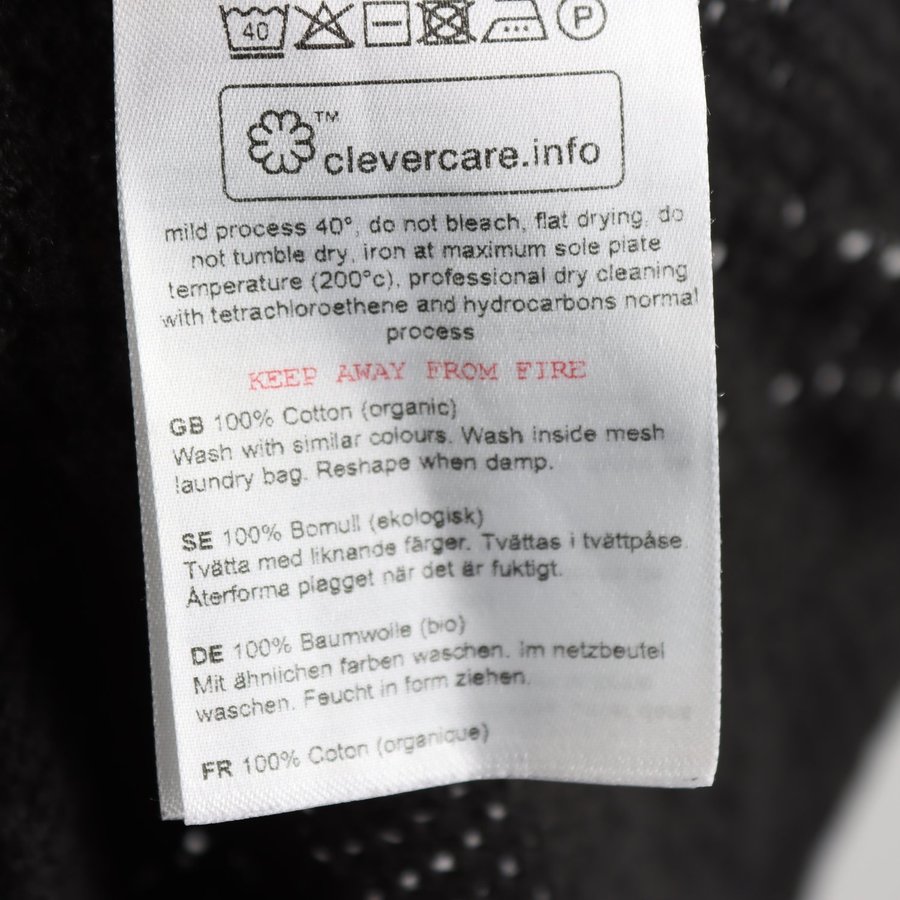 40 P
™
clevercare.info
mild process 40°, do not bleach, flat drying, do
not tumble dry, iron at maximum sole plate
temperature (200°c), professional dry cleaning
with tetrachloroethene and hydrocarbons normal
process
KEEP AWAY FROM FIRE
GB 100% Cotton (organic)
Wash with similar colours. Wash inside mesh
laundry bag. Reshape when damp.
SE 100% Bomull (ekologisk)
Tvätta med liknande färger. Tvättas i tvättpåse.
Återforma plagget när det är fuktigt.
DE 100% Baumwolle (bio)
Mit ähnlichen farben waschen. Im netzbeutel
waschen. Feucht in form ziehen.
FR 100% Coton (organique)